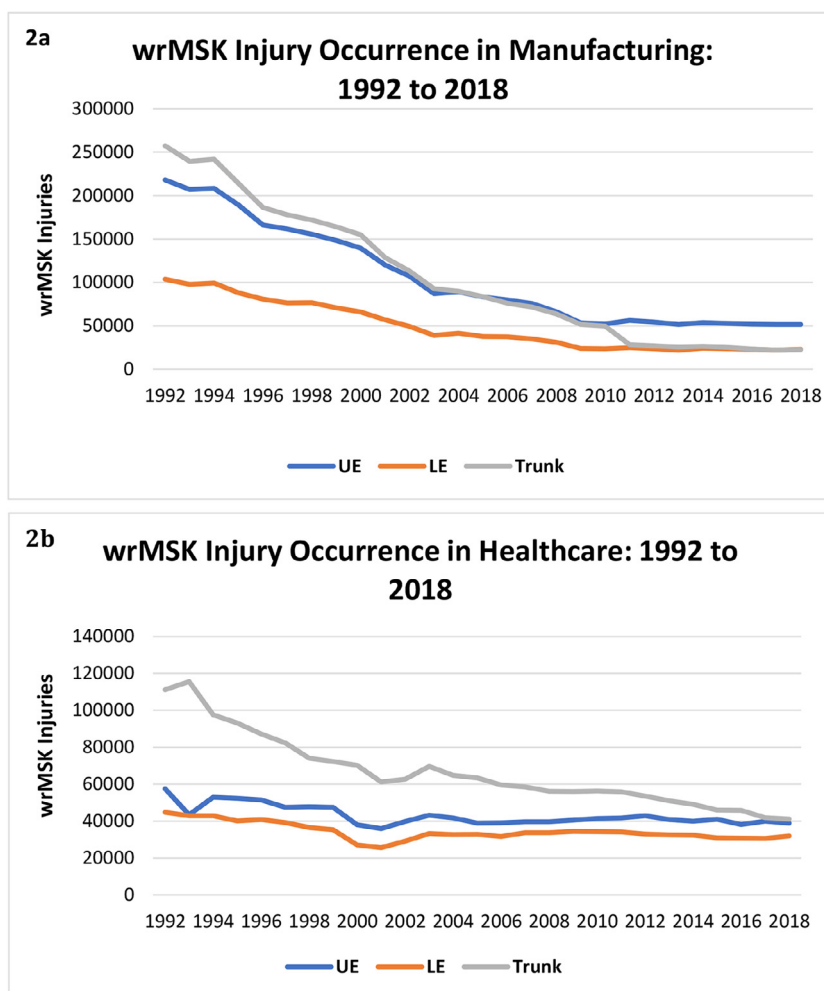 2a
wrMSK Injury Occurrence in Manufacturing:
1992 to 2018
wrMSK Injuries
300000
250000
200000
150000
100000
50000
0
1992 1994 1996 1998 2000 2002 2004 2006 2008 2010 2012 2014 2016 2018
UE LE Trunk
2b
wrMSK Injury Occurrence in Healthcare: 1992 to
2018
wrMSK Injuries
140000
120000
100000
80000
60000
40000
20000
0
1992 1994 1996 1998 2000 2002 2004 2006 2008 2010 2012 2014 2016 2018
UE LE Trunk